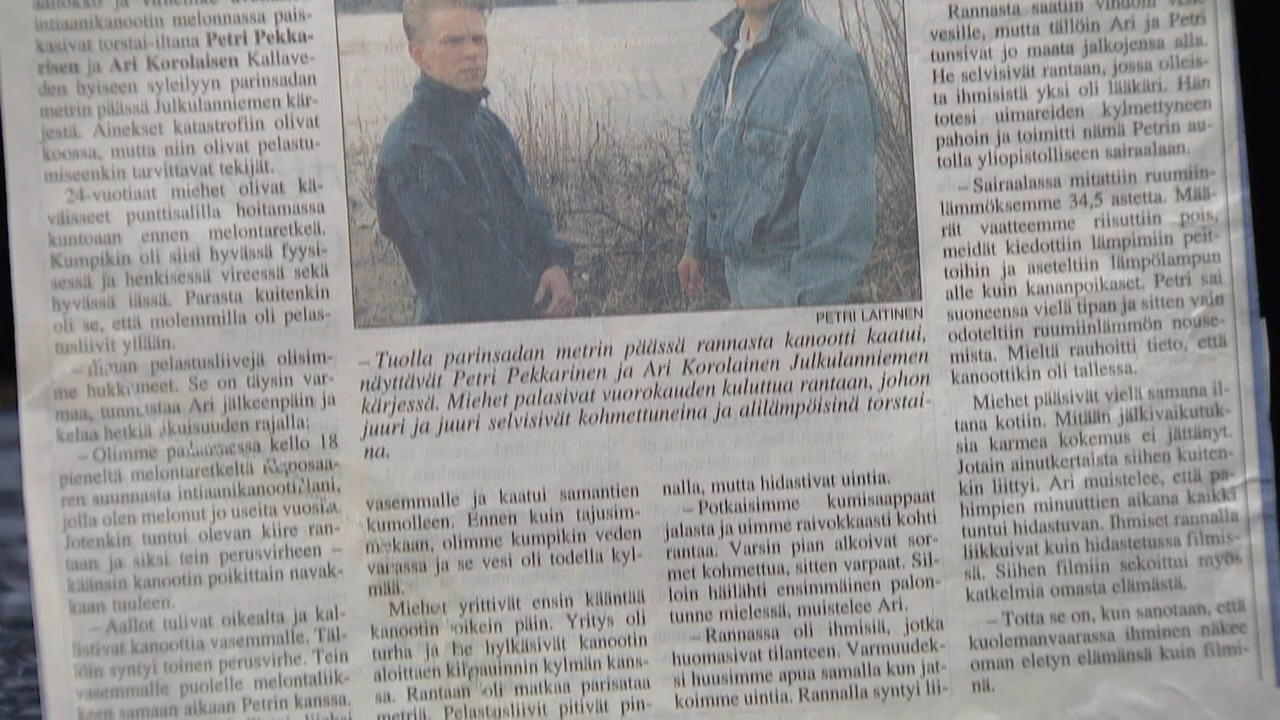 intiaanikanootin melonnassa pais-
kasivat torstai-iltana Petri Pekka-
risen ja Ari Korolaisen Kallave-
den hyiseen syleilyyn parinsadan
metrin päässä Julkulanniemen kär-
jestä. Ainekset katastrofiin olivat
koossa, mutta niin olivat pelastu-
miseenkin tarvittavat tekijät.
24-vuotiaat miehet olivat kä-
väisseet punttisalilla hoitamassa
kuntoaan ennen melontaretkeä.
Kumpikin oli siisi hyvässä fyysi-
sessä ja henkisessä vireessä sekä
hyvässä iässä. Parasta kuitenkin
oli se, että molemmilla oli pelas-
tusliivit yllään.
pelastusliivejä olisim-
me hukkuneet. Se on täysin var-
maa, tunnustaa Ari jälkeenpäin ja
kelaa hetkiä ikuisuuden rajalla:
– Olimme palaamassa kello 18
pieneltä melontaretkeltä
ren suunnasta intiaanikanootillani,
jolla olen melonut jo useita vuosia.
Jotenkin tuntui olevan kiire ran-
taan ja siksi tein perusvirheen –
käänsin kanootin poikittain navak-
kaan tuuleen.
– Aallot tulivat oikealta ja kal-
listivat kanoottia vasemmalle. Täl-
löin syntyi toinen perusvirhe. Tein
vasemmalle puolelle melontaliik-
keen samaan aikaan Petrin kanssa,
PETRI LAITINEN
– Tuolla parinsadan metrin päässä rannasta kanootti kaatui,
näyttävät Petri Pekkarinen ja Ari Korolainen Julkulanniemen
kärjessä. Miehet palasivat vuorokauden kuluttua rantaan, johon
juuri ja juuri selvisivät kohmettuneina ja alilämpöisinä torstai-
na.
vasemmalle ja kaatui samantien
kumolleen. Ennen kuin tajusim-
mekaan, olimme kumpikin veden
varassa ja se vesi oli todella kyl-
mää.
Miehet yrittivät ensin kääntää
kanootin oikein päin. Yritys oli
turha ja he hylkäsivät kanootin
aloittaen kilpauinnin kylmän kans-
sa. Rantaan oli matkaa parisataa
metriä. Pelastusliivit pitivät pin-
nalla, mutta hidastivat uintia.
– Potkaisimme kumisaappaat
jalasta ja uimme raivokkaasti kohti
rantaa. Varsin pian alkoivat sor-
met kohmettua, sitten varpaat. Sil-
loin häilähti ensimmäinen palon-
tunne mielessä, muistelee Ari.
– Rannassa oli ihmisiä, jotka
huomasivat tilanteen. Varmuudek-
si huusimme apua samalla kun jat-
koimme uintia. Rannalla syntyi lii-
Rannasta saatiin vihdoin vene
vesille, mutta tällöin Ari ja Petri
tunsivat jo maata jalkojensa alla.
He selvisivät rantaan, jossa olleis-
ta ihmisistä yksi oli lääkäri. Hän
totesi uimareiden kylmettyneen
pahoin ja toimitti nämä Petrin au-
tolla yliopistolliseen sairaalaan.
– Sairaalassa mitattiin ruumiin-
lämmöksemme 34,5 astetta. Mää-
rät vaatteemme riisuttiin pois,
meidät kiedottiin lämpimiin peit-
toihin ja aseteltiin lämpölampun
alle kuin kananpoikaset. Petri sai
suoneensa vielä tipan ja sitten vain
odoteltiin ruumiinlämmön nouse-
mista. Mieltä rauhoitti tieto, että
kanoottikin oli tallessa.
Miehet pääsivät vielä samana il-
tana kotiin. Mitään jälkivaikutuk-
sia karmea kokemus ei jättänyt.
Jotain ainutkertaista siihen kuiten-
kin liittyi. Ari muistelee, että pa-
himpien minuuttien aikana kaikki
tuntui hidastuvan. Ihmiset rannalla
liikkuivat kuin hidastetussa filmis-
sä. Siihen filmiin sekoittui myös
katkelmia omasta elämästä.
– Totta se on, kun sanotaan, että
kuolemanvaarassa ihminen näkee
oman eletyn elämänsä kuin filmi-
nä.